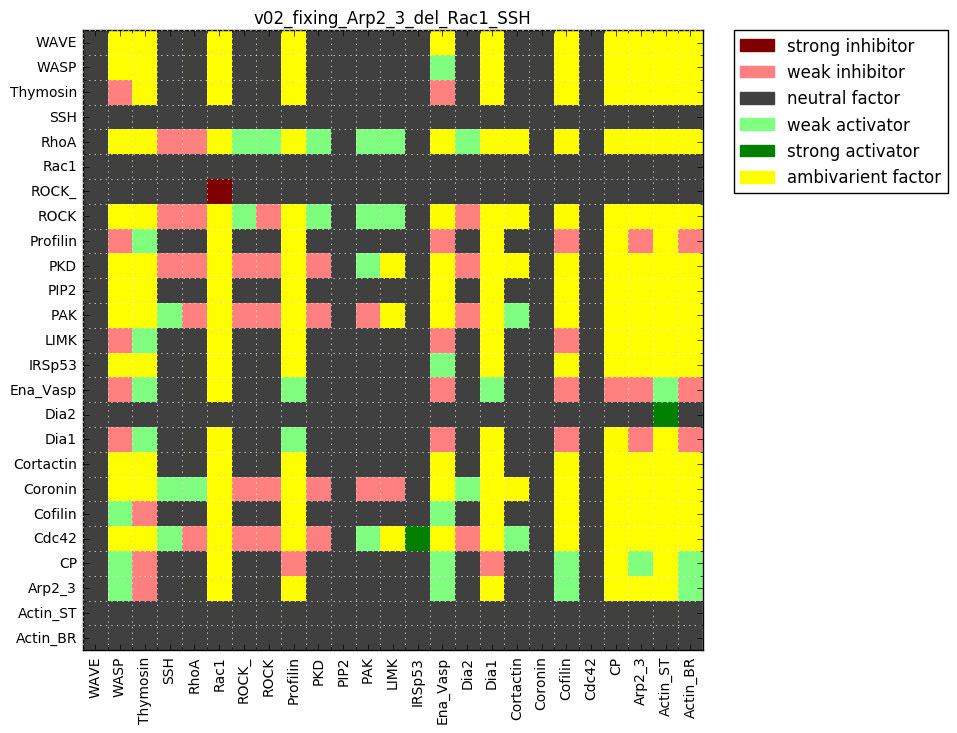 v02_fixing_Arp2_3_del_Rac1_SSH
WAVE
WASP
Thymosin
SSH
RhoA
Rac1
ROCK_
ROCK
Profilin
PKD
PIP2
PAK
LIMK
IRSp53
Ena_Vasp
Dia2
Dia1
Cortactin
Coronin
Cofilin
Cdc42
CP
Arp2_3
Actin_ST
Actin_BR
WAVE
WASP
Thymosin
SSH
RhoA
Rac1
ROCK_
ROCK
Profilin
PKD
PIP2
PAK
LIMK
IRSp53
Ena_Vasp
Dia2
Dia1
Cortactin
Coronin
Cofilin
Cdc42
CP
Arp2_3
Actin_ST
Actin_BR
strong inhibitor
weak inhibitor
neutral factor
weak activator
strong activator
ambivarient factor